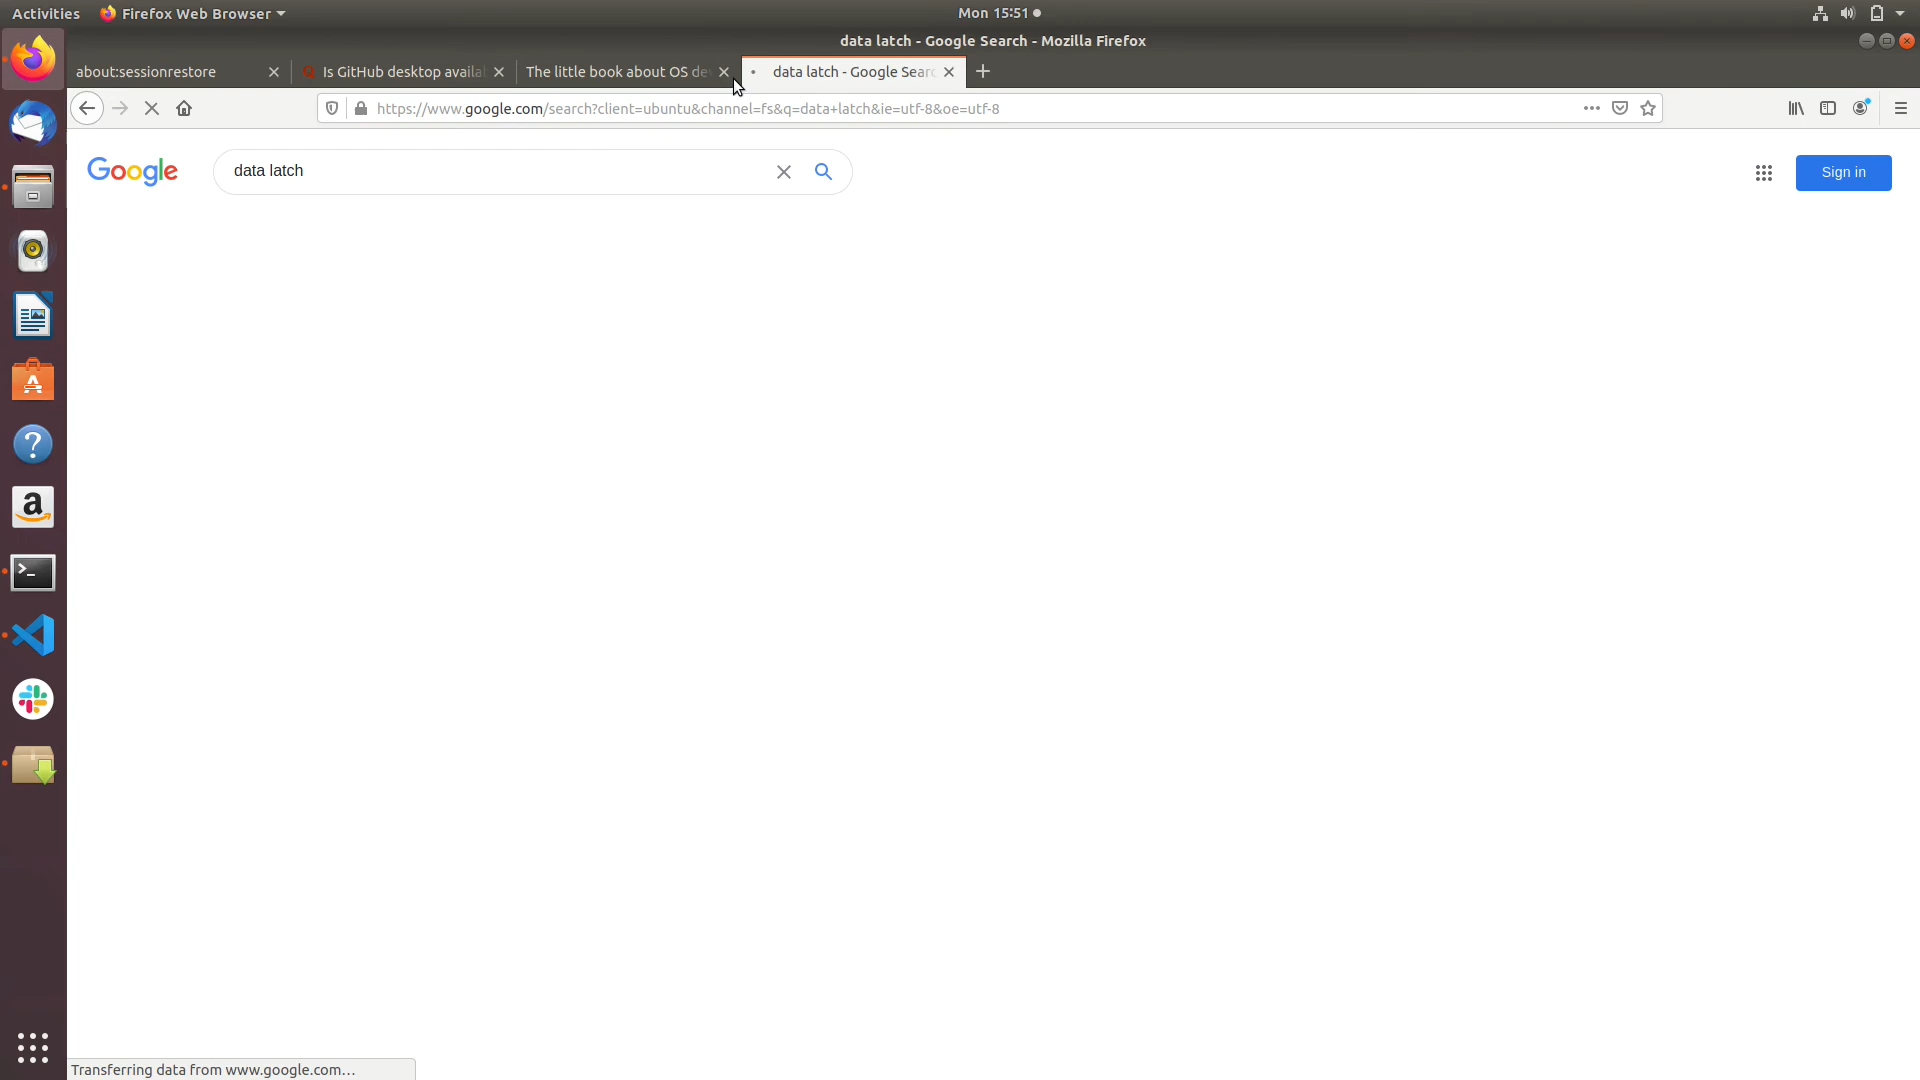 Activities
Firefox Web Browser
Mon 15:51
data latch - Google Search - Mozilla Firefox
about:sessionrestore
Is GitHub desktop availa
The little book about OS de
data latch - Google Sear
https://www.google.com/search?client=ubuntu&channel=fs&q=data+latch&ie=utf-8&oe=utf-8
Google
data latch
Sign in
Transferring data from www.google.com…